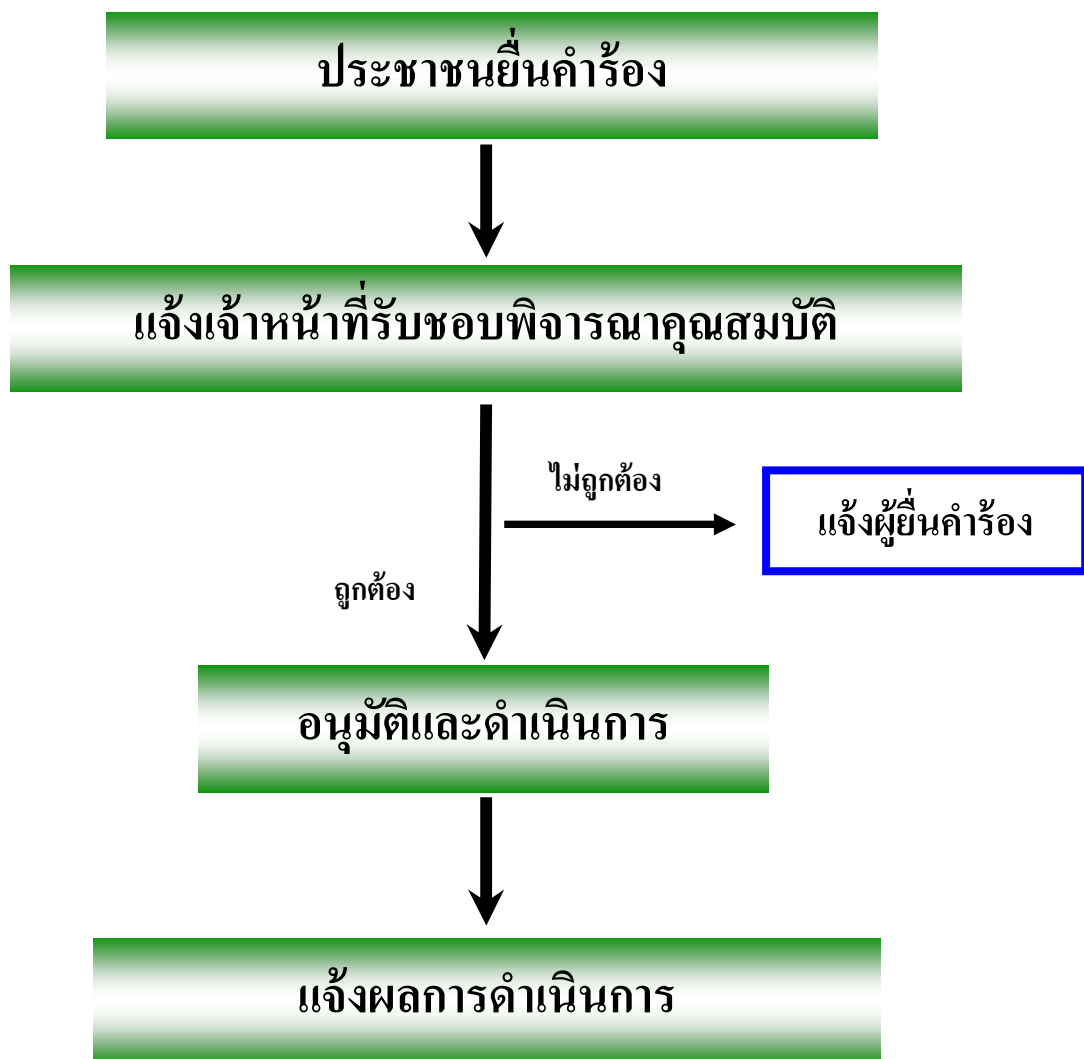 ประชาชนยื่นคำร้อง
แจ้งเจ้าหน้าที่รับชอบพิจารณาคุณสมบัติ
ไม่ถูกต้อง
แจ้งผู้ยื่นคำร้อง
ถูกต้อง
อนุมัติและดำเนินการ
แจ้งผลการดำเนินการ